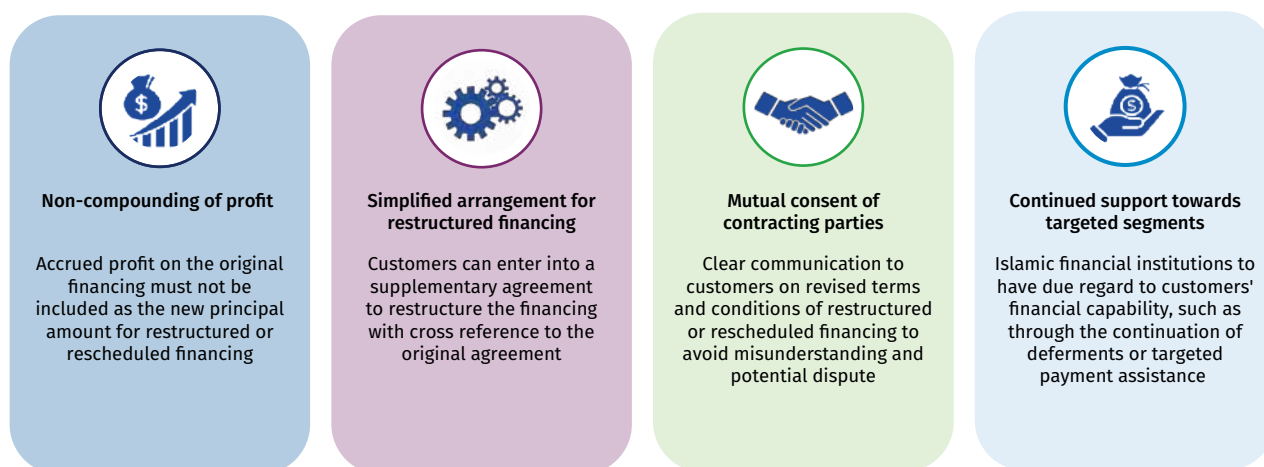 Non-compounding of profit
Accrued profit on the original
financing must not be
included as the new principal
amount for restructured or
rescheduled financing
Simplified arrangement for
restructured financing
Customers can enter into a
supplementary agreement
to restructure the financing
with cross reference to the
original agreement
Mutual consent of
contracting parties
Clear communication to
customers on revised terms
and conditions of restructured
or rescheduled financing to
avoid misunderstanding and
potential dispute
Continued support towards
targeted segments
Islamic financial institutions to
have due regard to customers'
financial capability, such as
through the continuation of
deferments or targeted
payment assistance